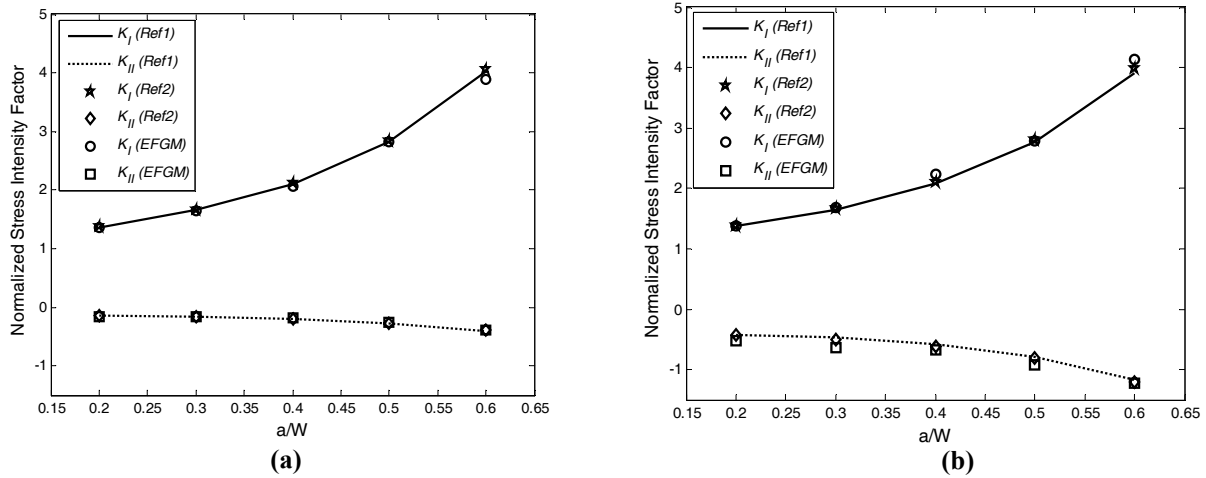 Normalized Stress Intensity Factor
5
4
3
2
1
0
-1
K_I (Ref1)
K_II (Ref1)
K_I (Ref2)
K_II (Ref2)
K_I (EFGM)
K_II (EFGM)
0.15 0.2 0.25 0.3 0.35 0.4 0.45 0.5 0.55 0.6 0.65
a/W
(a)
Normalized Stress Intensity Factor
5
4
3
2
1
0
-1
K_I (Ref1)
K_II (Ref1)
K_I (Ref2)
K_II (Ref2)
K_I (EFGM)
K_II (EFGM)
0.15 0.2 0.25 0.3 0.35 0.4 0.45 0.5 0.55 0.6 0.65
a/W
(b)